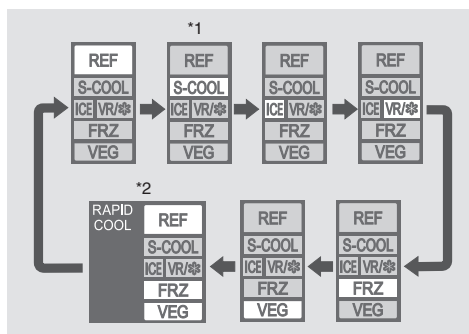 *1
REF
S-COOL
ICE VR/❄
FRZ
VEG
REF
S-COOL
ICE VR/❄
FRZ
VEG
REF
S-COOL
ICE VR/❄
FRZ
VEG
REF
S-COOL
ICE VR/❄
FRZ
VEG
*2
RAPID
COOL
REF
S-COOL
ICE VR/❄
FRZ
VEG
REF
S-COOL
ICE VR/❄
FRZ
VEG
REF
S-COOL
ICE VR/❄
FRZ
VEG